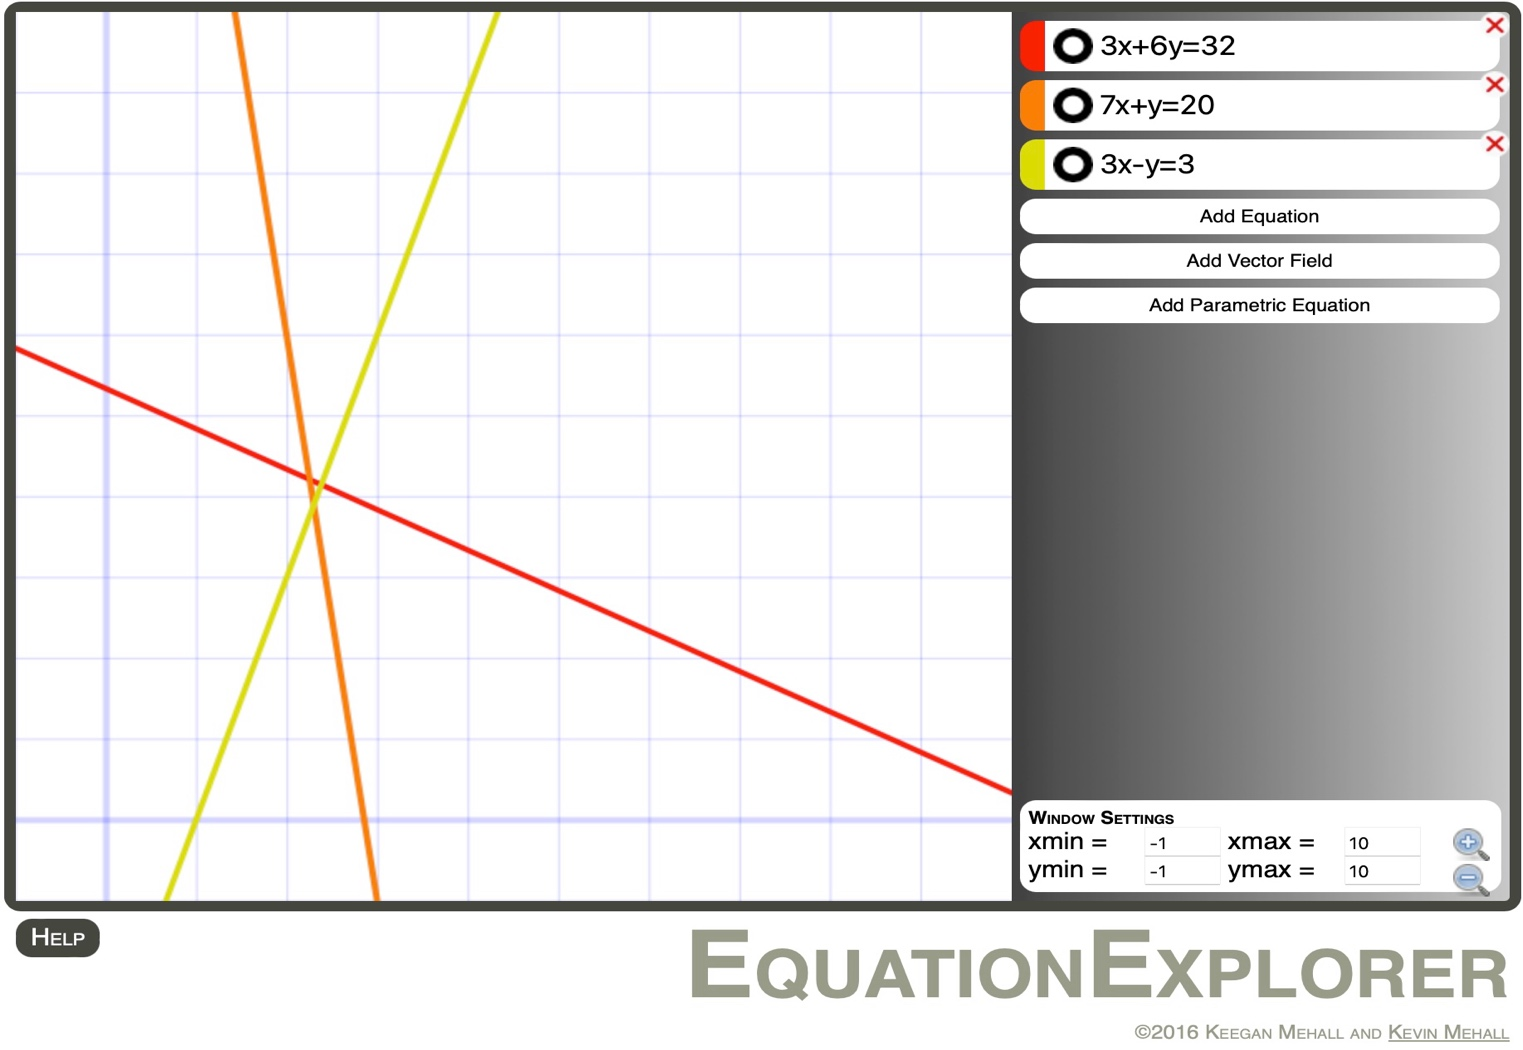 3x+6y=32
7x+y=20
3x-y=3
Add Equation
Add Vector Field
Add Parametric Equation
Window Settings
xmin = -1 xmax = 10
ymin = -1 ymax = 10
Help
EquationExplorer
©2016 Keegan Mehall and Kevin Mehall